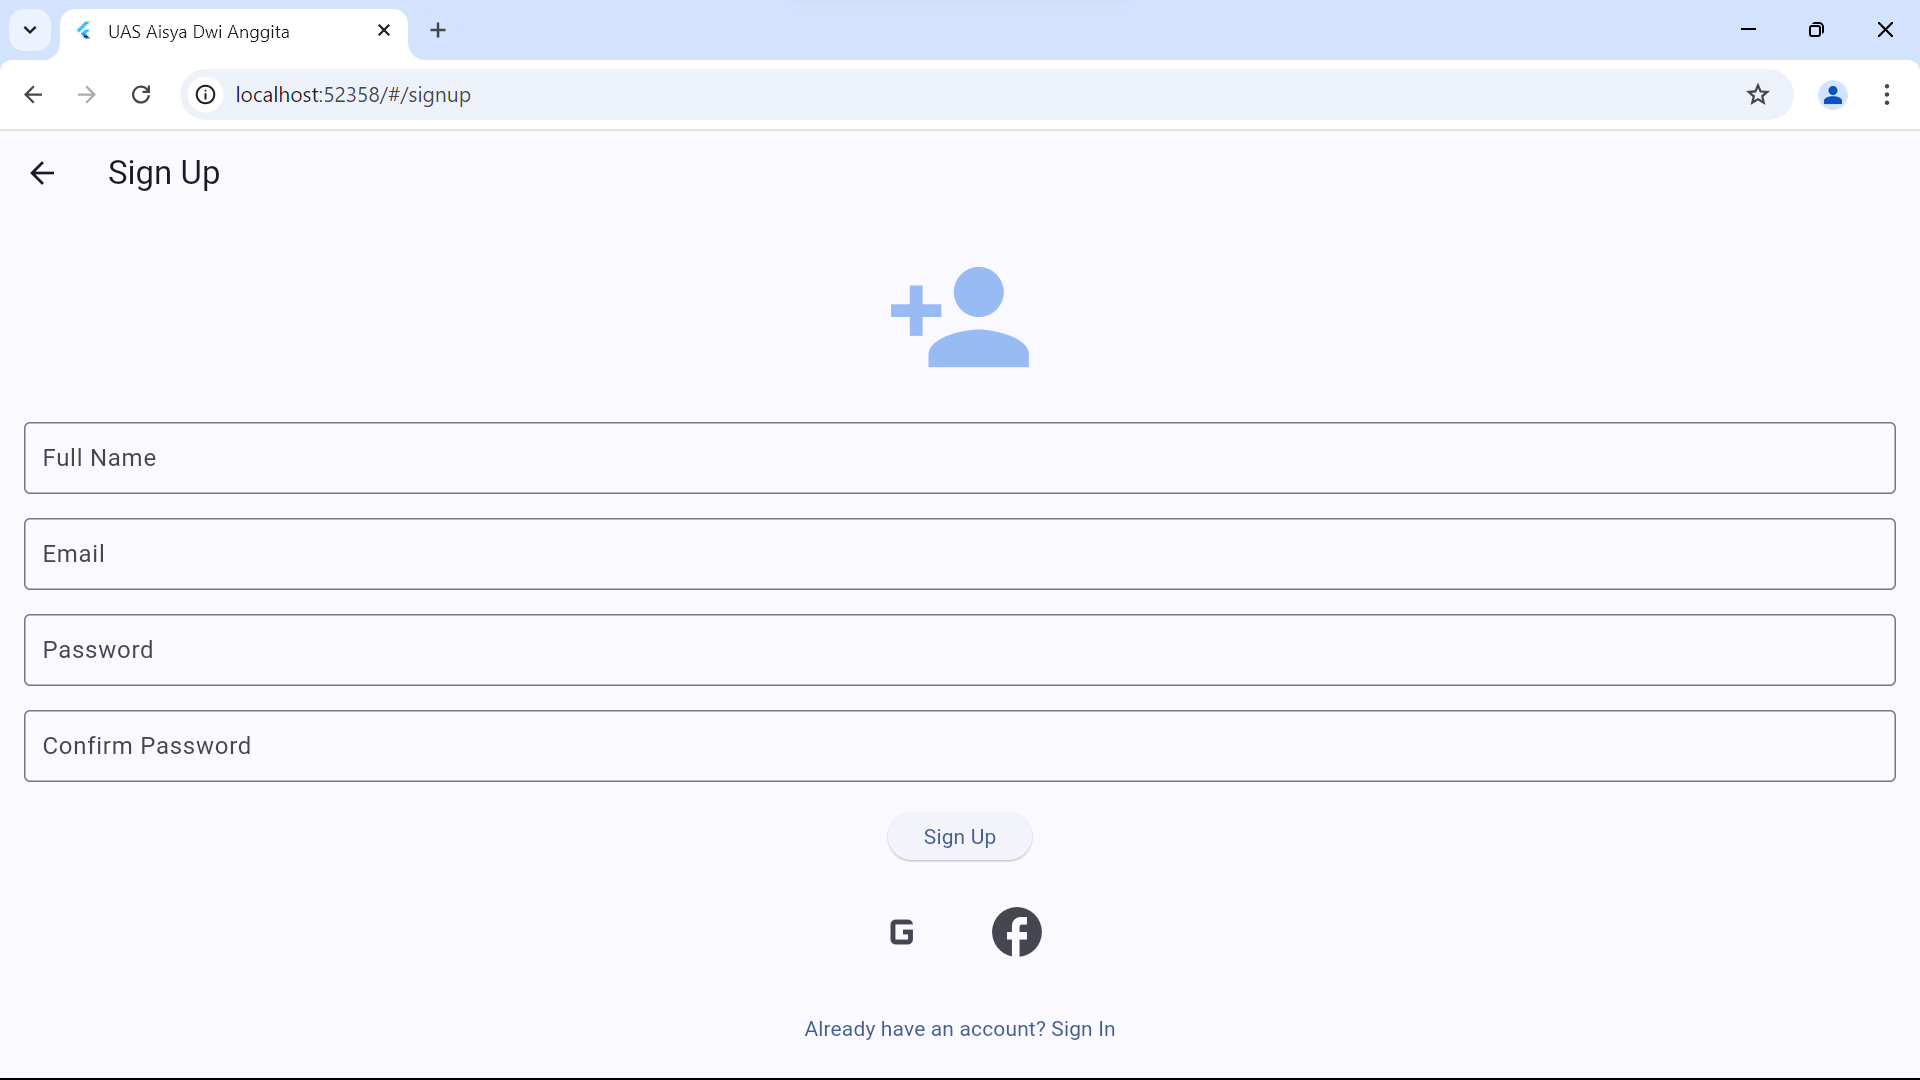 UAS Aisya Dwi Anggita
localhost:52358/#/signup
Sign Up
Full Name
Email
Password
Confirm Password
Sign Up
G
Already have an account? Sign In